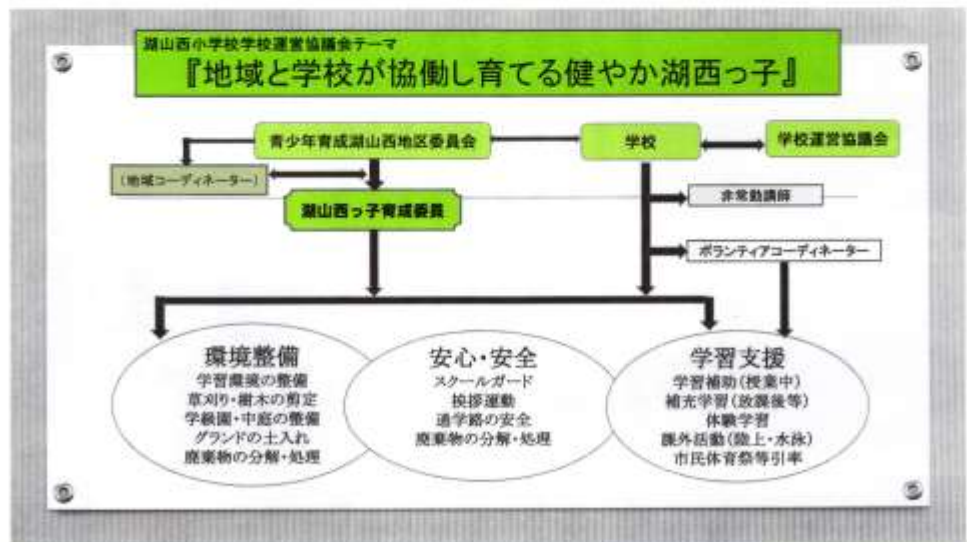 湖山西小学校学校運営協議会テーマ
『地域と学校が協働し育てる健やか湖西っ子』
青少年育成湖山西地区委員会
学校
学校運営協議会
(地域コーディネーター)
湖山西っ子育成委員
非常勤講師
ボランティアコーディネーター
環境整備
学習環境の整備
草刈り・樹木の剪定
学級園・中庭の整備
グランドの土入れ
廃棄物の分解・処理
安心・安全
スクールガード
挨拶運動
通学路の安全
廃棄物の分解・処理
学習支援
学習補助(授業中)
補充学習(放課後等)
体験学習
課外活動(陸上・水泳)
市民体育祭等引率